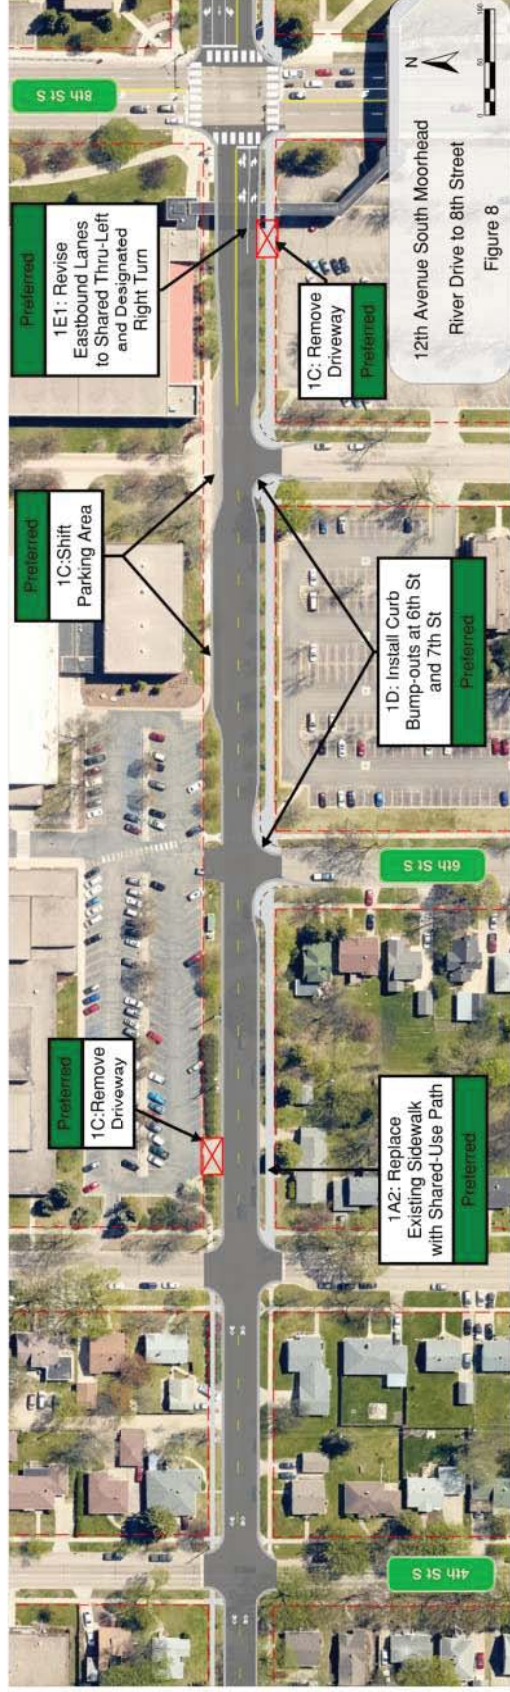 4th St S
Preferred
1C:Remove
Driveway
1A2: Replace
Existing Sidewalk
with Shared-Use Path
Preferred
6th St S
Preferred
1C:Shift
Parking Area
1D: Install Curb
Bump-outs at 6th St
and 7th St
Preferred
Preferred
1E1: Revise
Eastbound Lanes
to Shared Thru-Left
and Designated
Right Turn
1C: Remove
Driveway
Preferred
8th St S
12th Avenue South Moorhead
River Drive to 8th Street
Figure 8
N
0 50 100